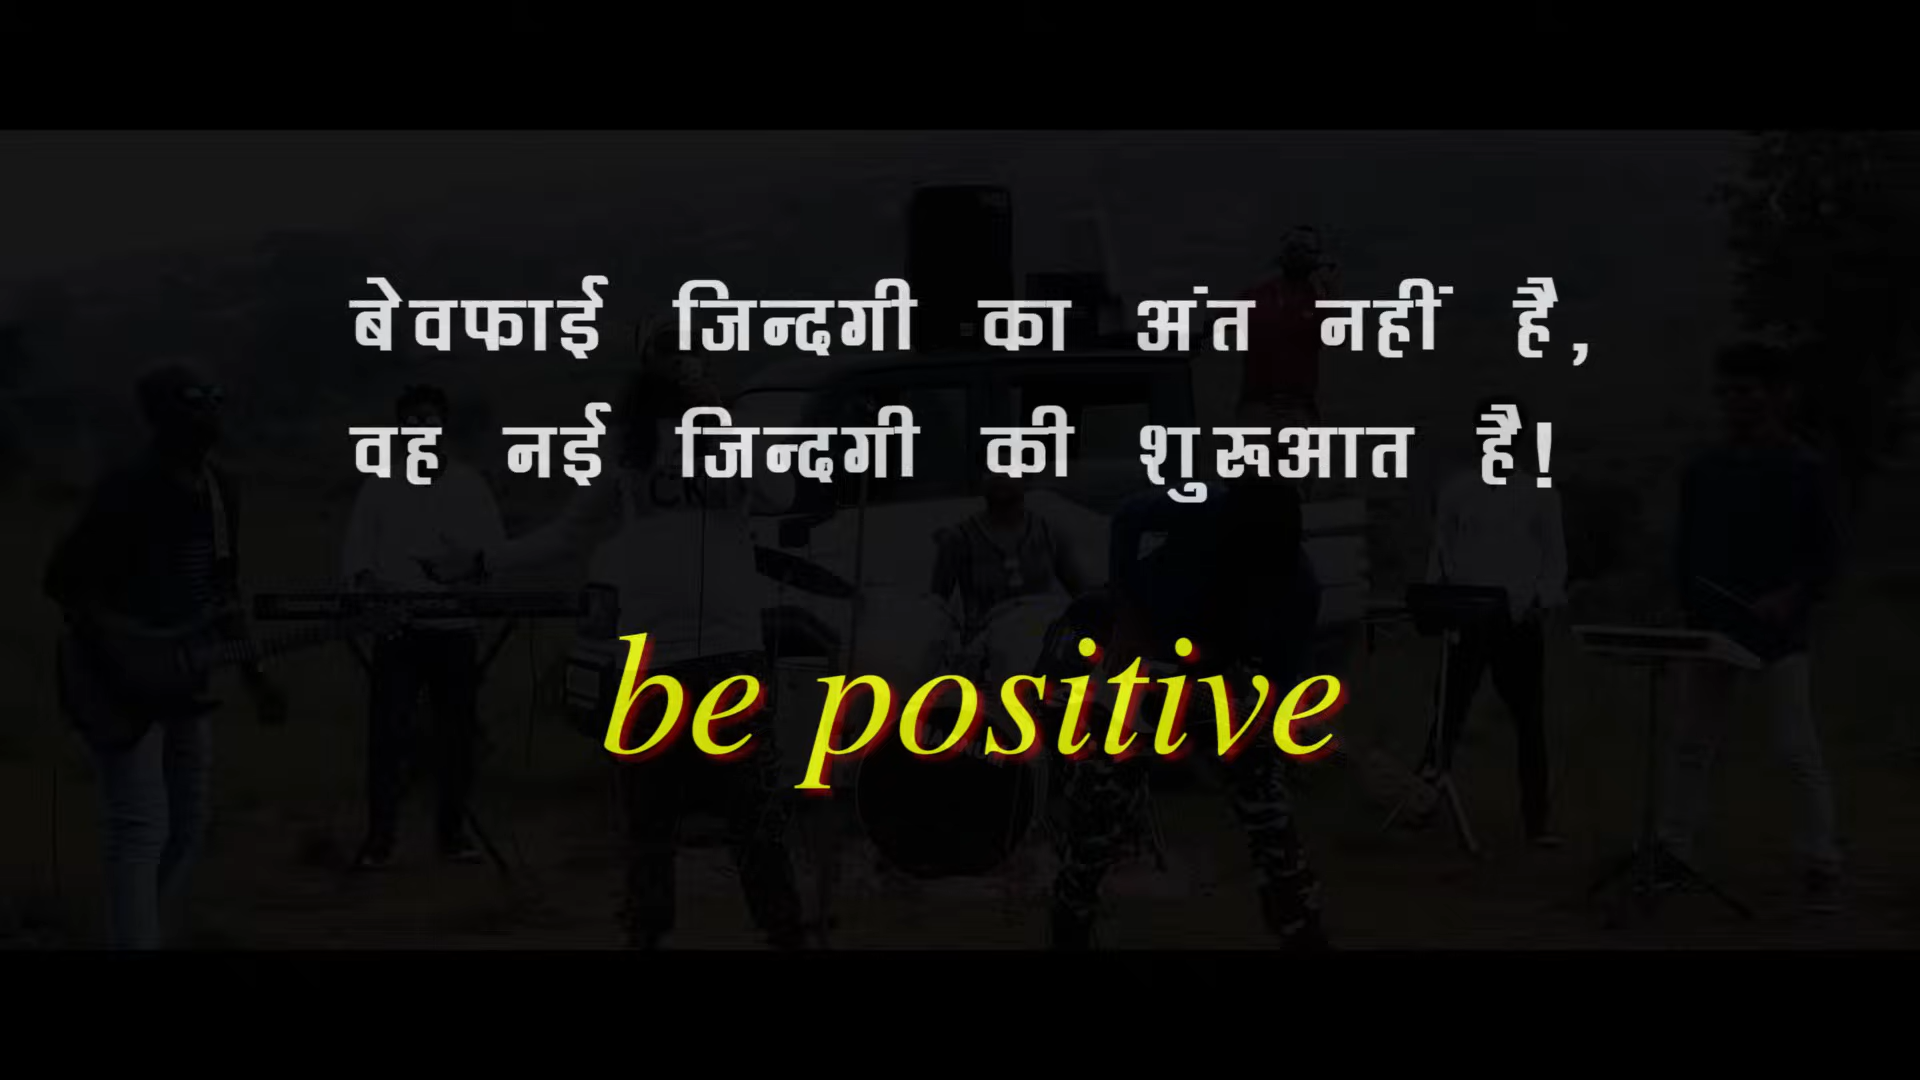 बेवफाई जिन्दगी का अंत नहीं है,
वह नई जिन्दगी की शुरूआत है!
be positive